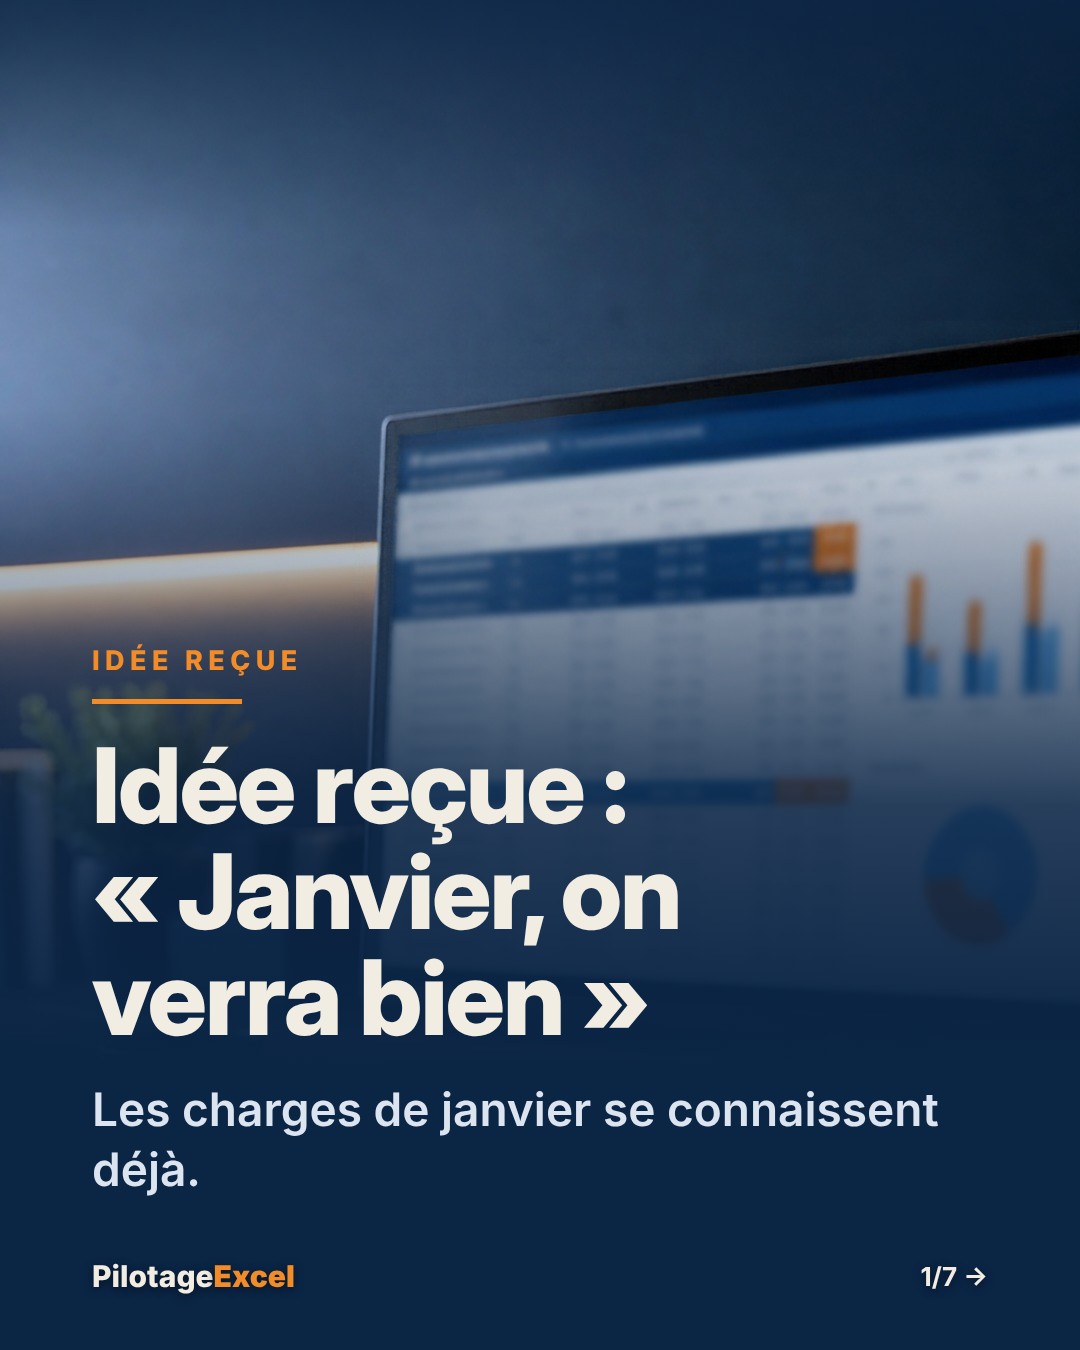 IDÉE REÇUE
Idée reçue :
« Janvier, on
verra bien »
Les charges de janvier se connaissent
déjà.
PilotageExcel
1/7 →